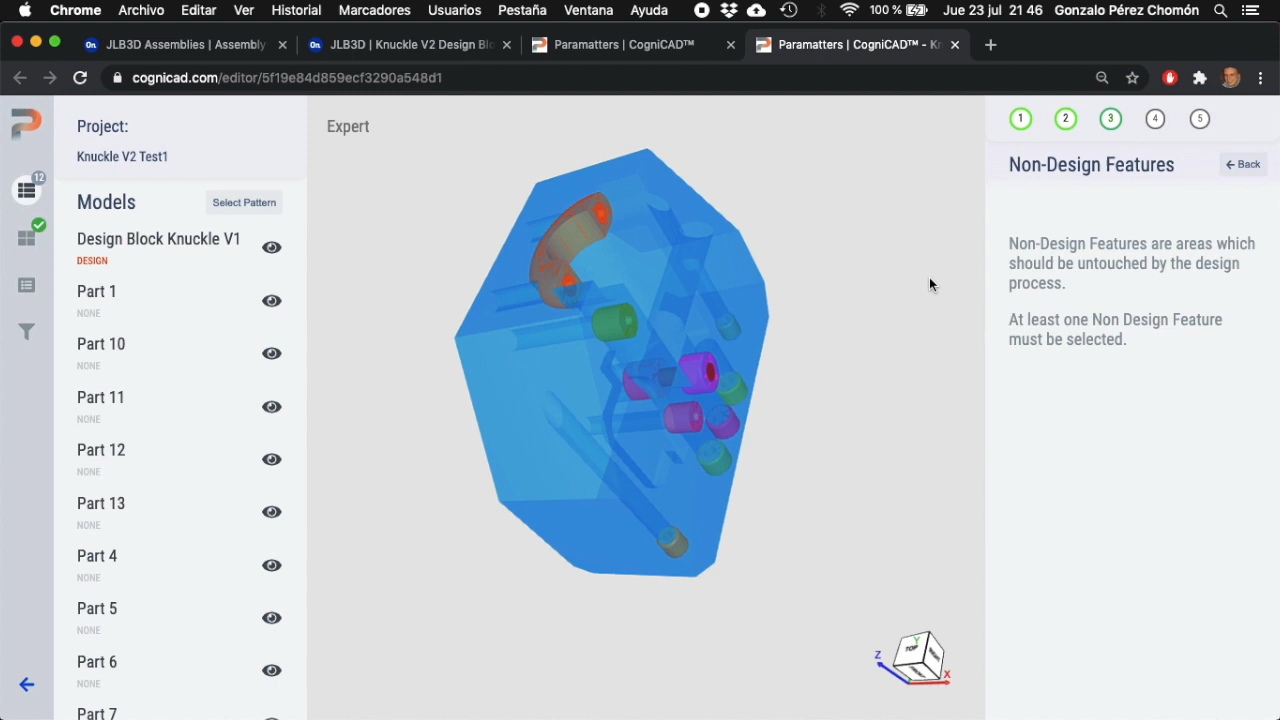 Chrome Archivo Editar Ver Historial Marcadores Usuarios Pestaña Ventana Ayuda 100 % Jue 23 jul 21 46 Gonzalo Pérez Chomón
On JLB3D Assemblies | Assembly
On JLB3D | Knuckle V2 Design Blo
Paramatters | CogniCAD™
Paramatters | CogniCAD™ - Kn
cognicad.com/editor/5f19e84d859ecf3290a548d1
Project:
Knuckle V2 Test1
12
Models
Select Pattern
Design Block Knuckle V1
DESIGN
Part 1
NONE
Part 10
NONE
Part 11
NONE
Part 12
NONE
Part 13
NONE
Part 4
NONE
Part 5
NONE
Part 6
NONE
Part 7
Expert
Z
Y
X
TOP
1 2 3 4 5
Non-Design Features
Back
Non-Design Features are areas which
should be untouched by the design
process.
At least one Non Design Feature
must be selected.